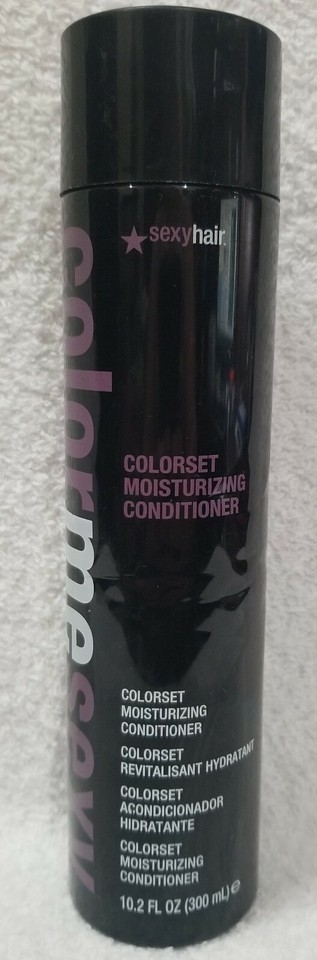 sexyhair
colormesexy
COLORSET
MOISTURIZING
CONDITIONER
COLORSET
MOISTURIZING
CONDITIONER
COLORSET
REVITALISANT HYDRATANT
COLORSET
ACONDICIONADOR
HIDRATANTE
COLORSET
MOISTURIZING
CONDITIONER
10.2 FL OZ (300 mL) ℮